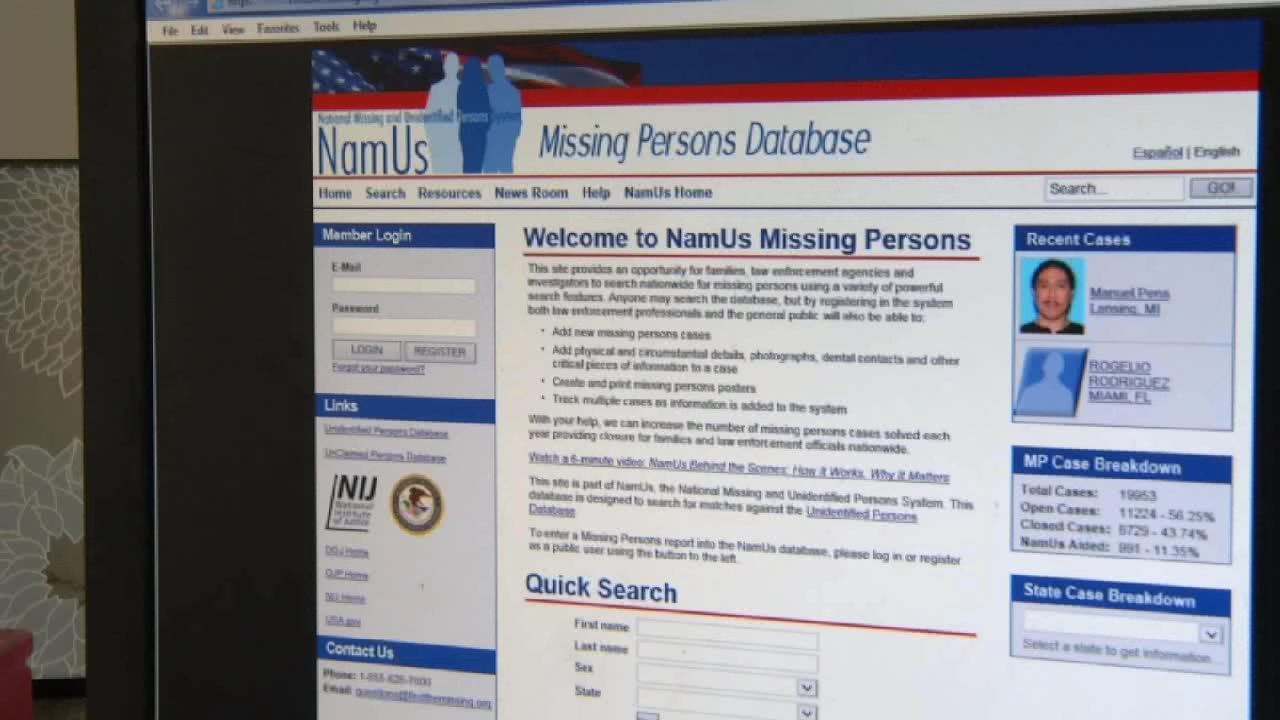 File Edit View Favorites Tools Help
National Missing and Unidentified Persons System
NamUs
Missing Persons Database
Español | English
Home Search Resources News Room Help NamUs Home
Search...
GO!
Member Login
E-Mail
Password
LOGIN REGISTER
Forgot your password?
Links
Unidentified Persons Database
UnClaimed Persons Database
NIJ
National
Institute
of Justice
DOJ Home
OJP Home
NIJ Home
USA.gov
Contact Us
Phone:
Email:
Welcome to NamUs Missing Persons
This site provides an opportunity for families, law enforcement agencies and
investigators to search nationwide for missing persons using a variety of powerful
search features. Anyone may search the database, but by registering in the system
both law enforcement professionals and the general public will also be able to:
• Add new missing persons cases
• Add physical and circumstantial details, photographs, dental contacts and other
critical pieces of information to a case
• Create and print missing persons posters
• Track multiple cases as information is added to the system
With your help, we can increase the number of missing persons cases solved each
year providing closure for families and law enforcement officials nationwide.
Watch a 6-minute video: NamUs Behind the Scenes: How it Works, Why it Matters
This site is part of NamUs, the National Missing and Unidentified Persons System. This
database is designed to search for matches against the Unidentified Persons
Database
To enter a Missing Persons report into the NamUs database, please log in or register
as a public user using the button to the left.
Quick Search
First name
Last name
Sex
State
Recent Cases
Manuel Pena
Lansing, MI
ROGELIO
RODRIGUEZ
MIAMI, FL
MP Case Breakdown
Total Cases: 19953
Open Cases: 11224 - 56.25%
Closed Cases: 8729 - 43.74%
NamUs Aided: 991 - 11.35%
State Case Breakdown
Select a state to get information...